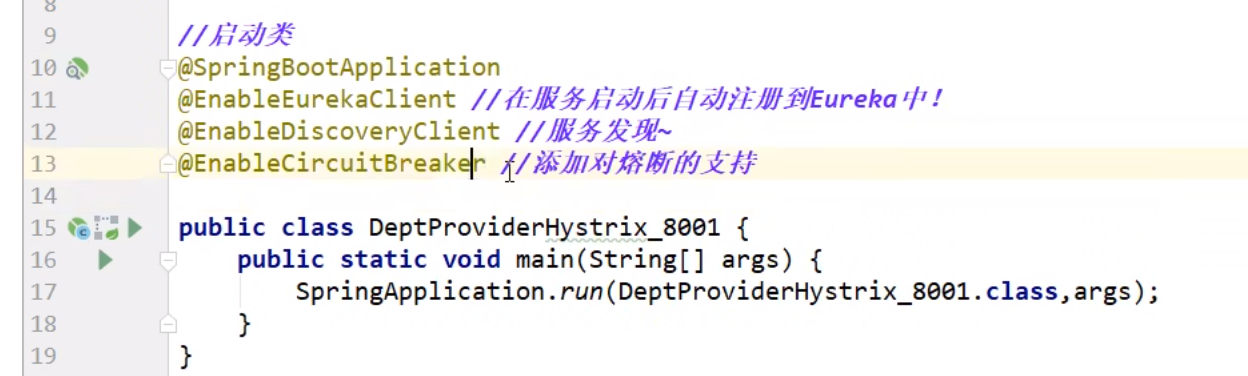 8
9 //启动类
10 @SpringBootApplication
11 @EnableEurekaClient //在服务启动后自动注册到Eureka中!
12 @EnableDiscoveryClient //服务发现~
13 @EnableCircuitBreaker //添加对熔断的支持
14
15 public class DeptProviderHystrix_8001 {
16     public static void main(String[] args) {
17         SpringApplication.run(DeptProviderHystrix_8001.class,args);
18     }
19 }